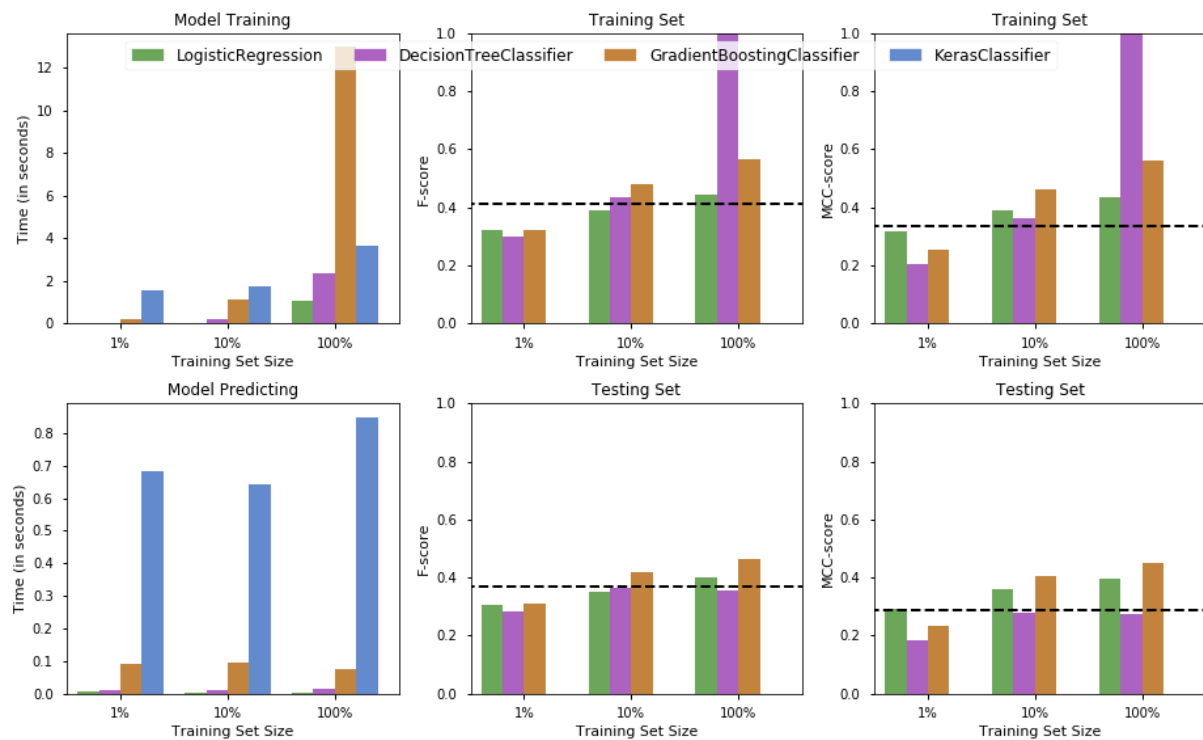 Model Training
Training Set
Training Set
LogisticRegression
DecisionTreeClassifier
GradientBoostingClassifier
KerasClassifier
Time (in seconds)
12
10
8
6
4
2
0
1%
10%
100%
Training Set Size
F-score
1.0
0.8
0.6
0.4
0.2
0.0
1%
10%
100%
Training Set Size
MCC-score
1.0
0.8
0.6
0.4
0.2
0.0
1%
10%
100%
Training Set Size
Model Predicting
Time (in seconds)
0.8
0.7
0.6
0.5
0.4
0.3
0.2
0.1
0.0
1%
10%
100%
Training Set Size
Testing Set
F-score
1.0
0.8
0.6
0.4
0.2
0.0
1%
10%
100%
Training Set Size
Testing Set
MCC-score
1.0
0.8
0.6
0.4
0.2
0.0
1%
10%
100%
Training Set Size